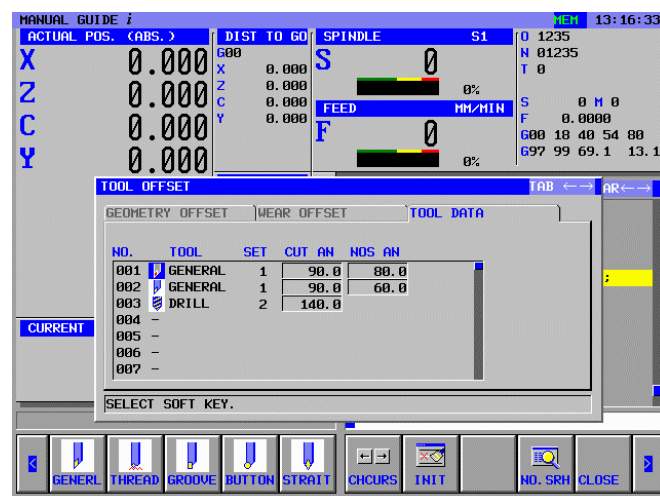 MANUAL GUIDE i MEM 13:16:33
ACTUAL POS. (ABS.)
X 0.000
Z 0.000
C 0.000
Y 0.000
DIST TO GO
G00
X 0.000
Z 0.000
C 0.000
Y 0.000
SPINDLE S1
S 0
0%
FEED MM/MIN
F 0
0%
O 1235
N 01235
T 0
S 0 M 0
F 0.0000
G00 18 40 54 80
G97 99 69.1 13.1
TOOL OFFSET TAB ←→
AR←→
GEOMETRY OFFSET WEAR OFFSET TOOL DATA
NO. TOOL SET CUT AN NOS AN
001 GENERAL 1 90.0 80.0
002 GENERAL 1 90.0 60.0
003 DRILL 2 140.0
004 -
005 -
006 -
007 -
;
CURRENT
SELECT SOFT KEY.
< GENERL THREAD GROOVE BUTTON STRAIT CHCURS INIT NO.SRH CLOSE >